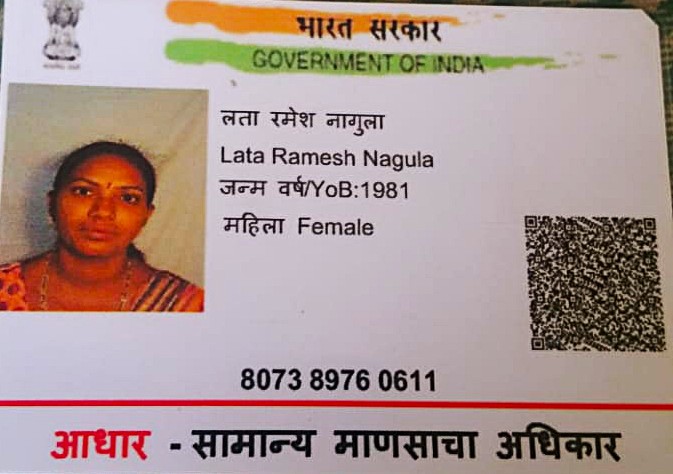 भारत सरकार
GOVERNMENT OF INDIA
लता रमेश नागुला
Lata Ramesh Nagula
जन्म वर्ष/YoB:1981
महिला Female
8073 8976 0611
आधार - सामान्य माणसाचा अधिकार